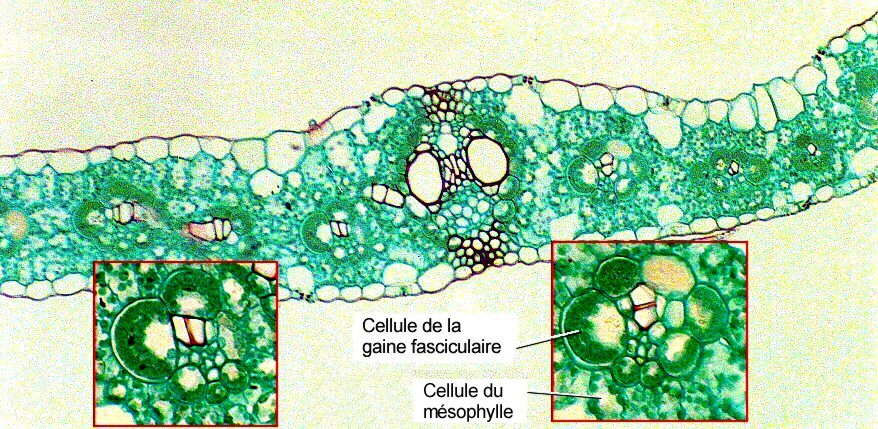 Cellule de la
gaine fasciculaire
Cellule du
mésophylle